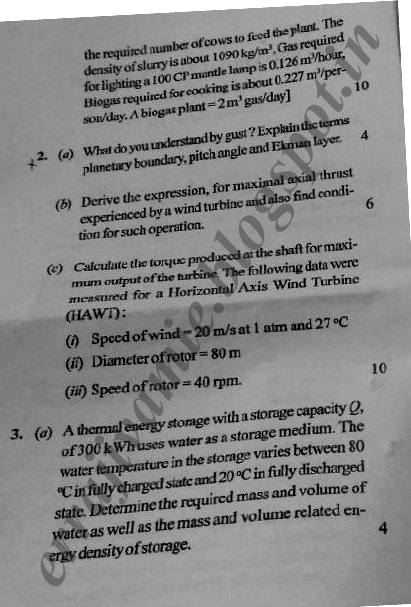 the required number of cows to feed the plant. The
density of slurry is about 1090 kg/m³, Gas required
for lighting a 100 CP mantle lamp is 0.126 m³/hour,
Biogas required for cooking is about 0.227 m³/per-
son/day. A biogas plant = 2 m³ gas/day] 10
2. (a) What do you understand by gust ? Explain the terms
planetary boundary, pitch angle and Ekman layer. 4
(b) Derive the expression, for maximal axial thrust
experienced by a wind turbine and also find condi-
tion for such operation. 6
(c) Calculate the torque produced at the shaft for maxi-
mum output of the turbine. The following data were
measured for a Horizontal Axis Wind Turbine
(HAWT) :
(i) Speed of wind = 20 m/s at 1 atm and 27 °C
(ii) Diameter of rotor = 80 m
(iii) Speed of rotor = 40 rpm. 10
3. (a) A thermal energy storage with a storage capacity Q,
of 300 kWh uses water as a storage medium. The
water temperature in the storage varies between 80
°C in fully charged state and 20 °C in fully discharged
state. Determine the required mass and volume of
water as well as the mass and volume related en-
ergy density of storage. 4